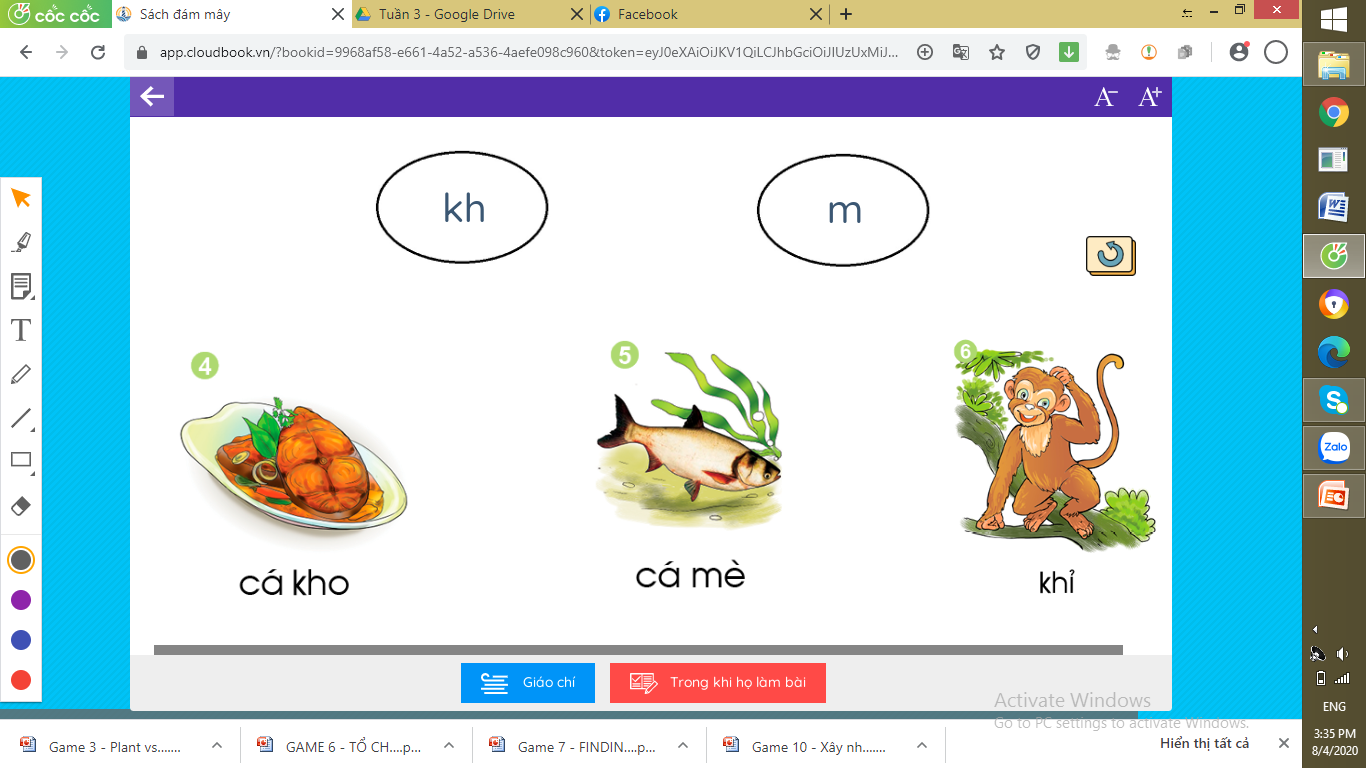 cốc cốc
Sách đám mây
Tuần 3 - Google Drive
Facebook
app.cloudbook.vn/?bookid=9968af58-e661-4a52-a536-4aefe098c960&token=eyJ0eXAiOiJKV1QiLCJhbGciOiJIUzUxMiJ...
A- A+
kh
m
4
5
6
cá kho
cá mè
khỉ
T
Giáo chí
Trong khi họ làm bài
Zalo
Activate Windows
Go to PC settings to activate Windows.
ENG
3:35 PM
8/4/2020
Game 3 - Plant vs.......
GAME 6 - TỔ CH....p...
Game 7 - FINDIN....p...
Game 10 - Xây nh.......
Hiển thị tất cả